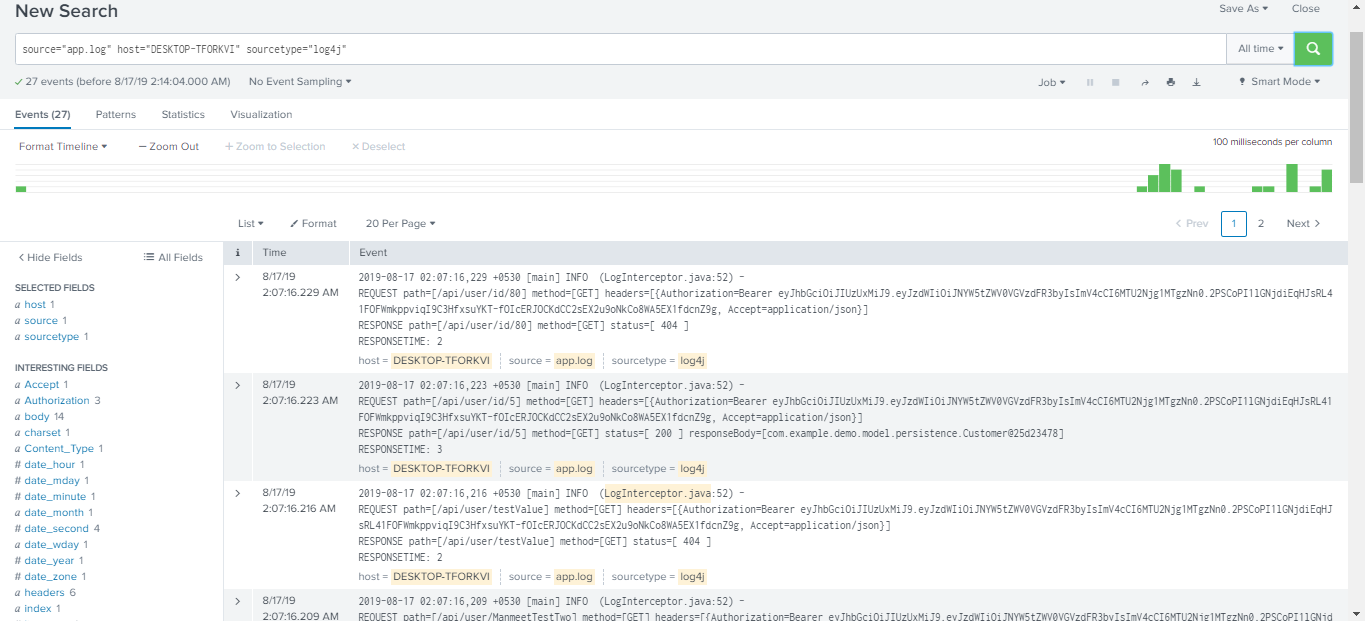 New Search
Save As Close
source="app.log" host="DESKTOP-TFORKVI" sourcetype="log4j"
All time
27 events (before 8/17/19 2:14:04.000 AM) No Event Sampling
Job Smart Mode
Events (27) Patterns Statistics Visualization
Format Timeline — Zoom Out + Zoom to Selection × Deselect
100 milliseconds per column
List Format 20 Per Page
< Prev 1 2 Next >
< Hide Fields All Fields
SELECTED FIELDS
a host 1
a source 1
a sourcetype 1
INTERESTING FIELDS
a Accept 1
a Authorization 3
a body 14
a charset 1
a Content_Type 1
# date_hour 1
# date_mday 1
# date_minute 1
a date_month 1
# date_second 4
a date_wday 1
# date_year 1
# date_zone 1
a headers 6
a index 1
i Time Event
> 8/17/19
2:07:16.229 AM
2019-08-17 02:07:16,229 +0530 [main] INFO (LogInterceptor.java:52) -
REQUEST path=[/api/user/id/80] method=[GET] headers=[{Authorization=Bearer eyJhbGciOiJIUzUxMiJ9.eyJzdWIiOiJNYW5tZWV0VGVzdFR3byIsImV4cCI6MTU2Njg1MTgzNn0.2PSCoPI1lGNjdiEqHJsRL4
1FOFWmkppviqI9C3HfxsuYKT-fOIcERJOCKdCC2sEX2u9oNkCo8WA5EX1fdcnZ9g, Accept=application/json}]
RESPONSE path=[/api/user/id/80] method=[GET] status=[ 404 ]
RESPONSETIME: 2
host = DESKTOP-TFORKVI source = app.log sourcetype = log4j
> 8/17/19
2:07:16.223 AM
2019-08-17 02:07:16,223 +0530 [main] INFO (LogInterceptor.java:52) -
REQUEST path=[/api/user/id/5] method=[GET] headers=[{Authorization=Bearer eyJhbGciOiJIUzUxMiJ9.eyJzdWIiOiJNYW5tZWV0VGVzdFR3byIsImV4cCI6MTU2Njg1MTgzNn0.2PSCoPI1lGNjdiEqHJsRL41
FOFWmkppviqI9C3HfxsuYKT-fOIcERJOCKdCC2sEX2u9oNkCo8WA5EX1fdcnZ9g, Accept=application/json}]
RESPONSE path=[/api/user/id/5] method=[GET] status=[ 200 ] responseBody=[com.example.demo.model.persistence.Customer@25d23478]
RESPONSETIME: 3
host = DESKTOP-TFORKVI source = app.log sourcetype = log4j
> 8/17/19
2:07:16.216 AM
2019-08-17 02:07:16,216 +0530 [main] INFO (LogInterceptor.java:52) -
REQUEST path=[/api/user/testValue] method=[GET] headers=[{Authorization=Bearer eyJhbGciOiJIUzUxMiJ9.eyJzdWIiOiJNYW5tZWV0VGVzdFR3byIsImV4cCI6MTU2Njg1MTgzNn0.2PSCoPI1lGNjdiEqHJ
sRL41FOFWmkppviqI9C3HfxsuYKT-fOIcERJOCKdCC2sEX2u9oNkCo8WA5EX1fdcnZ9g, Accept=application/json}]
RESPONSE path=[/api/user/testValue] method=[GET] status=[ 404 ]
RESPONSETIME: 2
host = DESKTOP-TFORKVI source = app.log sourcetype = log4j
> 8/17/19
2:07:16.209 AM
2019-08-17 02:07:16,209 +0530 [main] INFO (LogInterceptor.java:52) -
REQUEST path=[/api/user/ManmeetTestTwo] method=[GET] headers=[{Authorization=Bearer eyJhbGciOiJIUzUxMiJ9.eyJzdWIiOiJNYW5tZWV0VGVzdFR3byIsImV4cCI6MTU2Njg1MTgzNn0.2PSCoPI1lGNjd